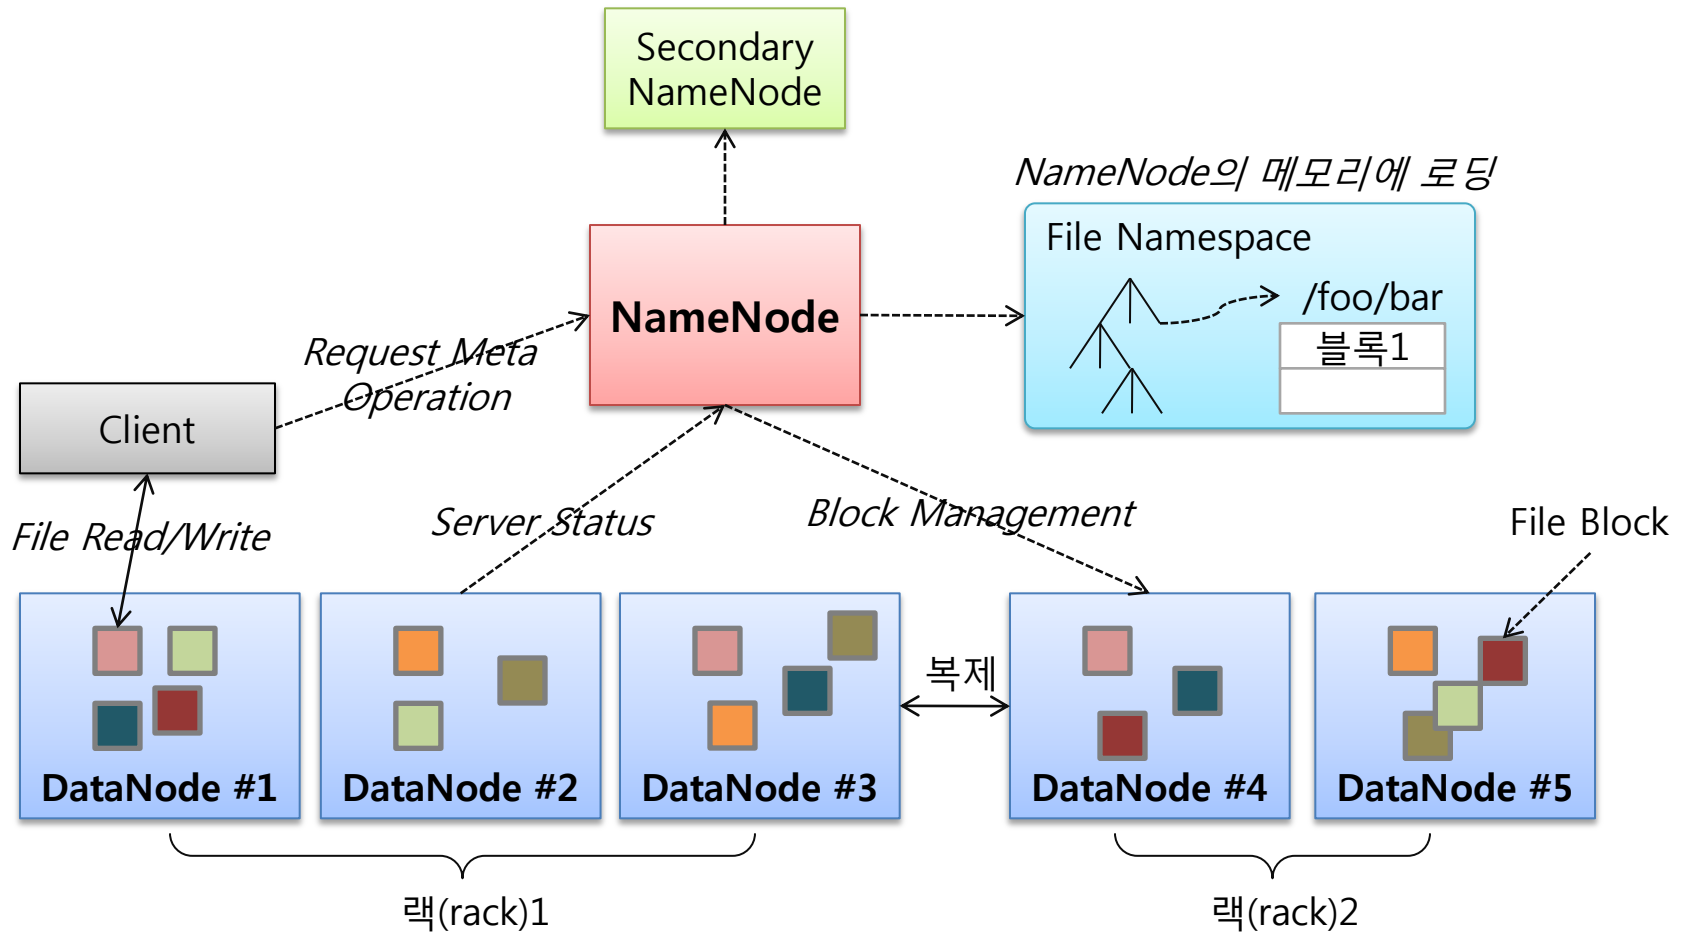 Secondary
NameNode
NameNode의 메모리에 로딩
File Namespace
/foo/bar
블록1
NameNode
Request Meta
Operation
Client
File Read/Write
Server Status
Block Management
File Block
복제
DataNode #1
DataNode #2
DataNode #3
DataNode #4
DataNode #5
랙(rack)1
랙(rack)2